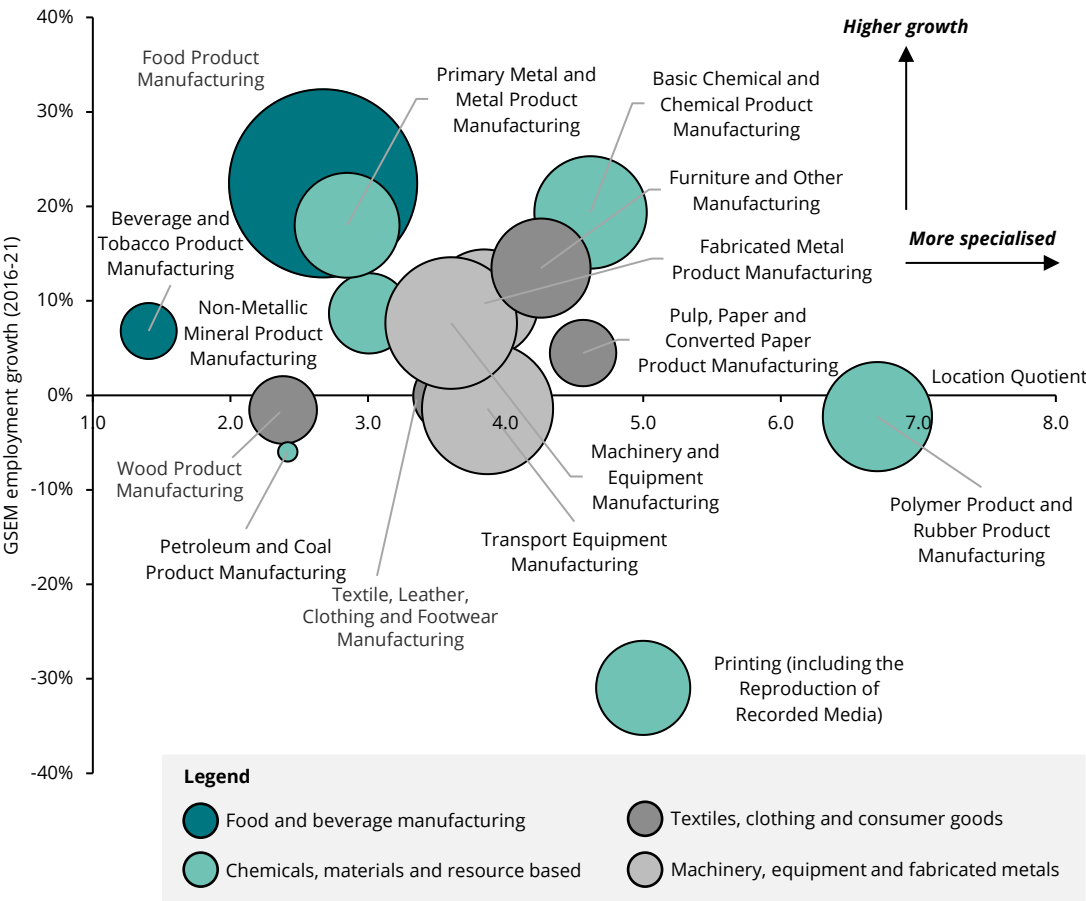 40%
Higher growth
Food Product
Manufacturing
Primary Metal and
Metal Product
Manufacturing
Basic Chemical and
Chemical Product
Manufacturing
30%
Furniture and Other
Manufacturing
20%
Beverage and
Tobacco Product
Manufacturing
More specialised
Fabricated Metal
Product Manufacturing
GSEM employment growth (2016-21)
10%
Non-Metallic
Mineral Product
Manufacturing
Pulp, Paper and
Converted Paper
Product Manufacturing
Location Quotient
0%
1.0
2.0
3.0
4.0
5.0
6.0
7.0
8.0
Wood Product
Manufacturing
Machinery and
Equipment
Manufacturing
-10%
Polymer Product and
Rubber Product
Manufacturing
Petroleum and Coal
Product Manufacturing
Transport Equipment
Manufacturing
-20%
Textile, Leather,
Clothing and Footwear
Manufacturing
-30%
Printing (including the
Reproduction of
Recorded Media)
-40%
Legend
Food and beverage manufacturing
Textiles, clothing and consumer goods
Chemicals, materials and resource based
Machinery, equipment and fabricated metals